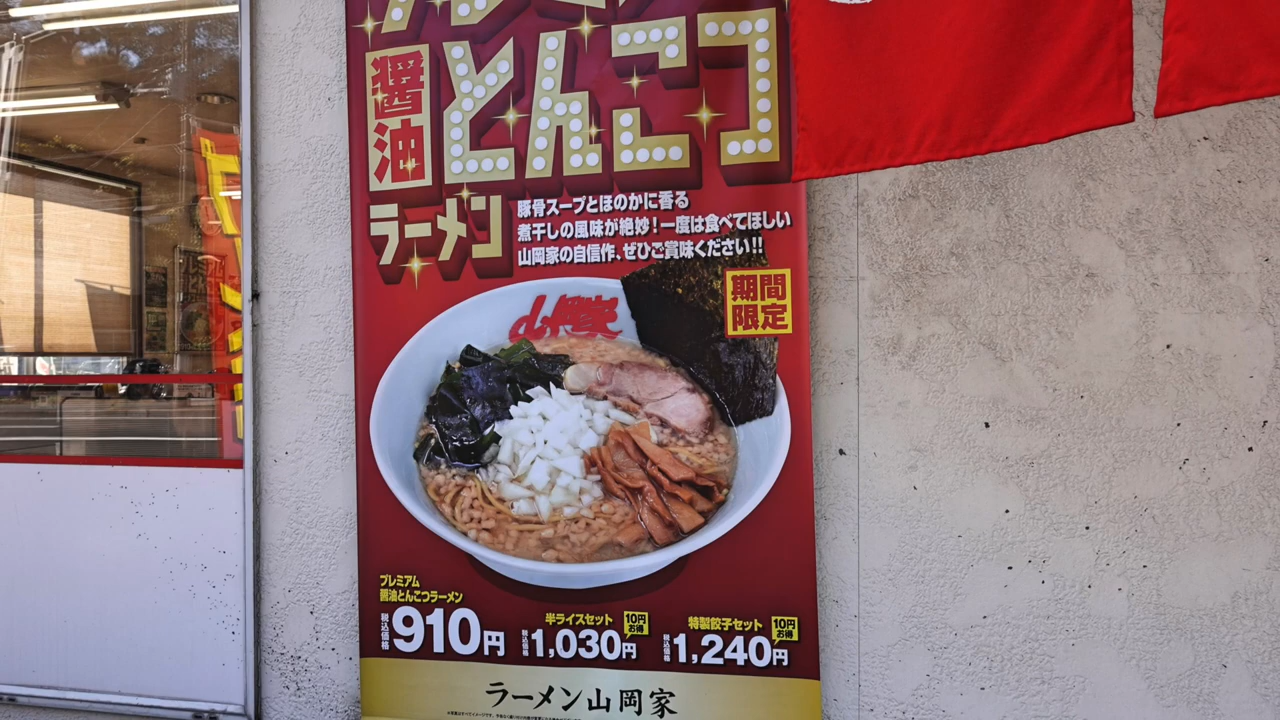 プレミアム
醤油
とんこつ
ラーメン
豚骨スープとほのかに香る
煮干しの風味が絶妙！一度は食べてほしい
山岡家の自信作、ぜひご賞味ください!!
期間
限定
山岡家
プレミアム
醤油とんこつラーメン
税込価格 910円
半ライスセット
10円
お得
税込価格 1,030円
特製餃子セット
10円
お得
税込価格 1,240円
ラーメン山岡家